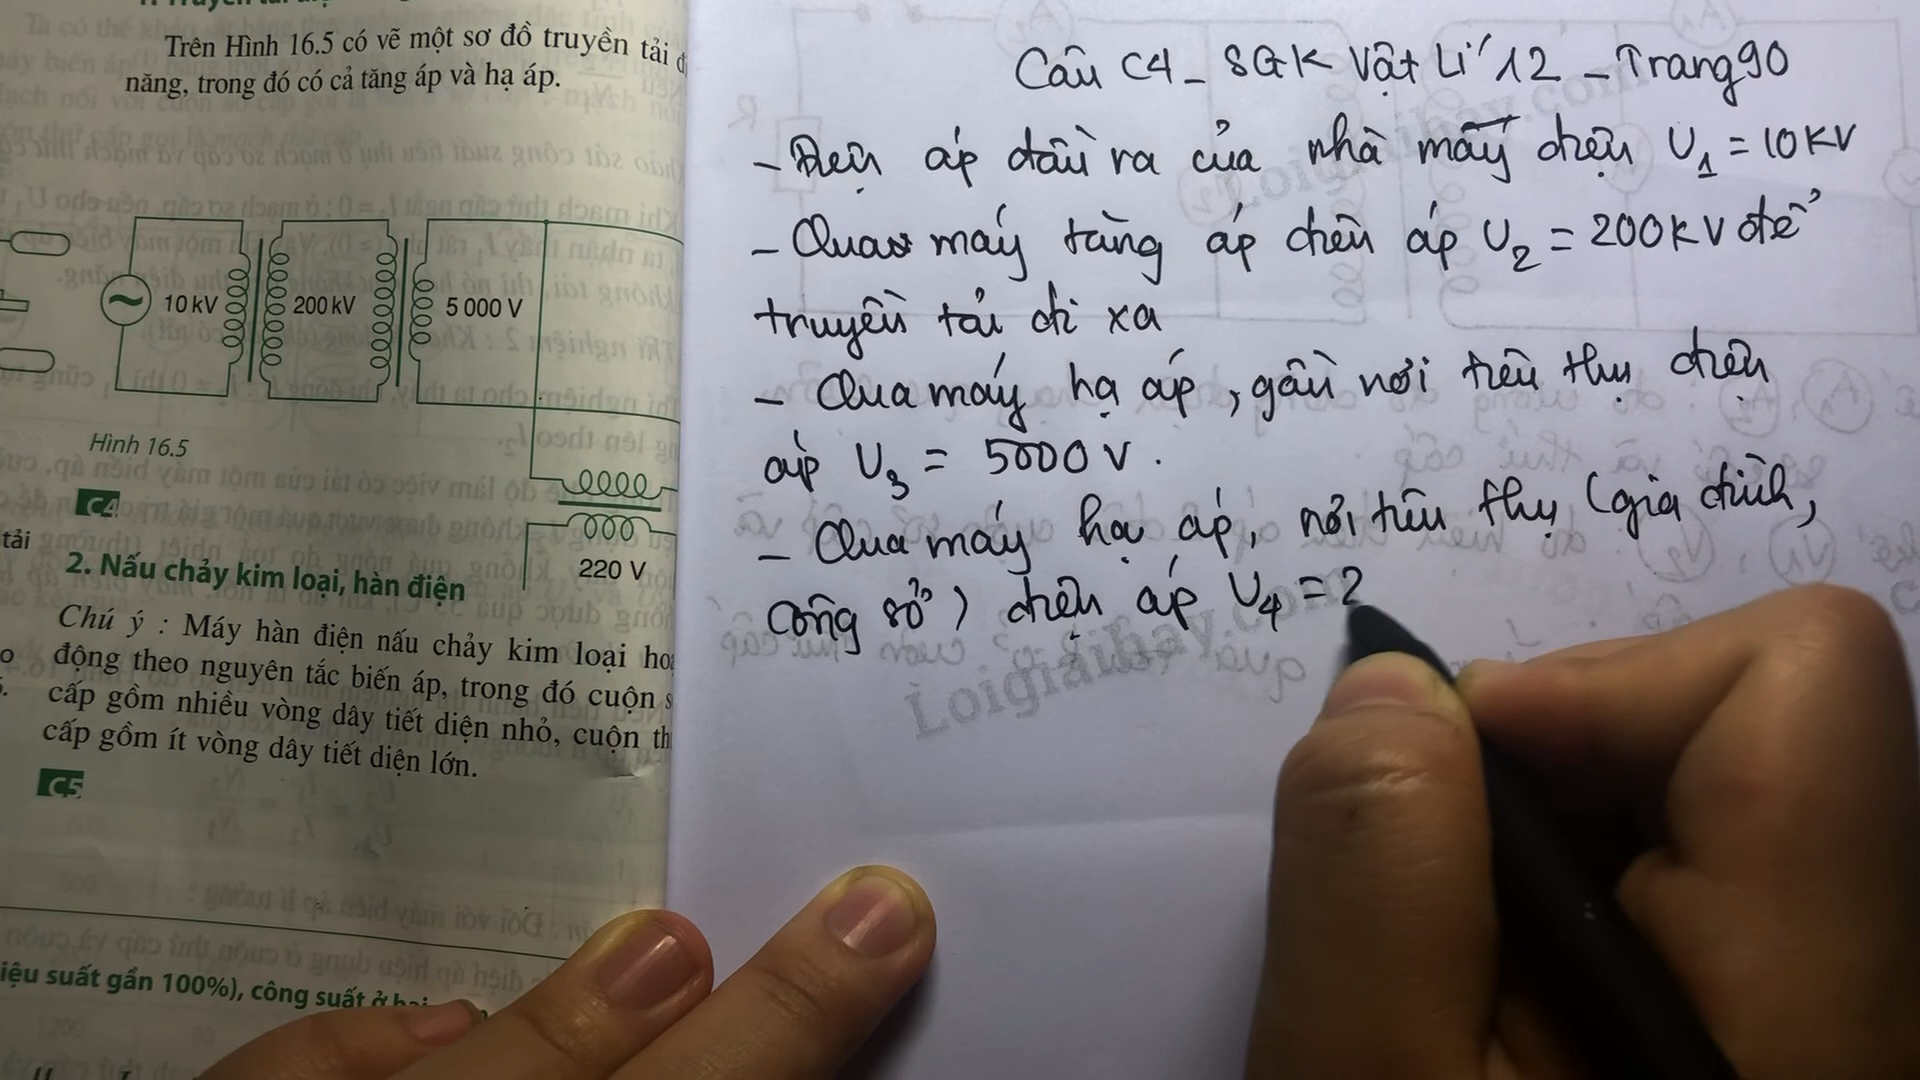 Trên Hình 16.5 có vẽ một sơ đồ truyền tải
năng, trong đó có cả tăng áp và hạ áp.
10 kV
200 kV
5 000 V
Hình 16.5
C4
220 V
tải
2. Nấu chảy kim loại, hàn điện
Chú ý : Máy hàn điện nấu chảy kim loại
động theo nguyên tắc biến áp, trong đó cuộn
cấp gồm nhiều vòng dây tiết diện nhỏ, cuộn
cấp gồm ít vòng dây tiết diện lớn.
C5
suất gần 100%), công suất ở
Câu C4 - SGK Vật Lí 12 - Trang 90
- Điện áp đầu ra của nhà máy điện U1 = 10KV
- Qua máy tăng áp điện áp U2 = 200KV để
truyền tải đi xa
- Qua máy hạ áp, gần nơi tiêu thụ điện
áp U3 = 5000V.
- Qua máy hạ áp, nơi tiêu thụ (gia đình,
công sở) điện áp U4 = 2
Loigiaihay.com